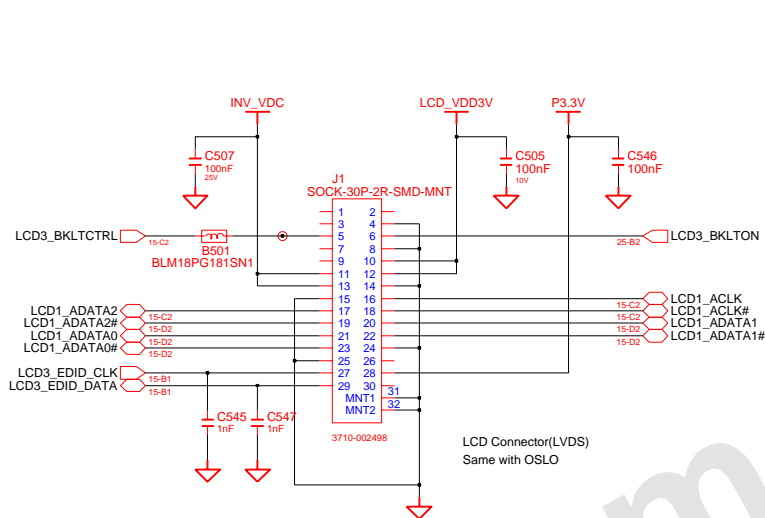 INV_VDC LCD_VDD3V P3.3V
C507 C505 C546
100nF 100nF 100nF
25V 10V
J1
SOCK-30P-2R-SMD-MNT
1 2
3 4
LCD3_BKLTCTRL 15-C2 5 6 25-B2 LCD3_BKLTON
B501
BLM18PG181SN1
7 8
9 10
11 12
13 14
15 16 LCD1_ACLK
LCD1_ADATA2 15-C2 17 18 15-C2 LCD1_ACLK#
LCD1_ADATA2# 15-D2 19 20 15-C2 LCD1_ADATA1
LCD1_ADATA0 15-D2 21 22 15-D2 LCD1_ADATA1#
LCD1_ADATA0# 15-D2 23 24 15-D2
25 26
LCD3_EDID_CLK 15-B1 27 28
LCD3_EDID_DATA 15-B1 29 30
MNT1 31
MNT2 32
C545 C547
1nF 1nF
3710-002498
LCD Connector(LVDS)
Same with OSLO
m